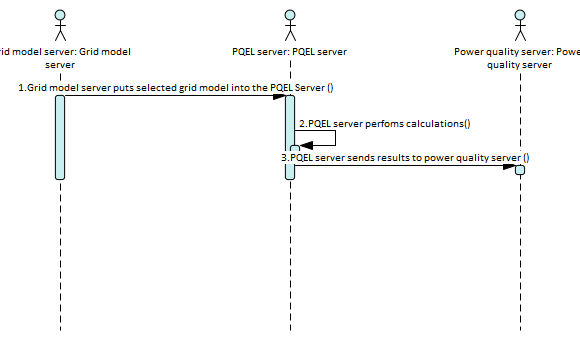 rid model server: Grid model
server
PQEL server: PQEL server
Power quality server: Powe
quality server
1.Grid model server puts selected grid model into the PQEL Server ()
2.PQEL server perfoms calculations()
3.PQEL server sends results to power quality server ()